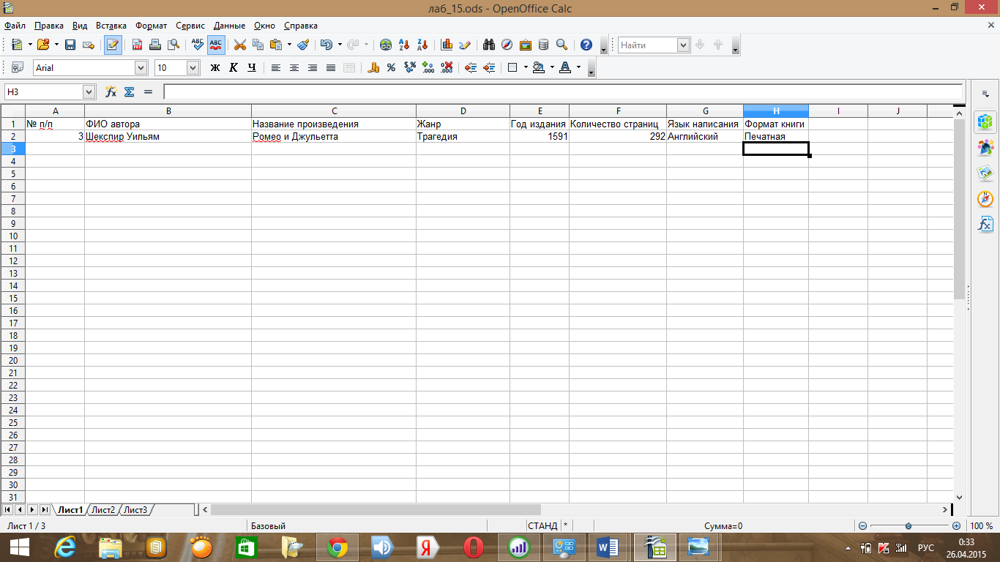 лаб_15.ods - OpenOffice Calc
Файл Правка Вид Вставка Формат Сервис Данные Окно Справка
Найти
Arial 10 Ж К Ч
H3
A B C D E F G H I J
1 № п/п ФИО автора Название произведения Жанр Год издания Количество страниц Язык написания Формат книги
2 3 Шекспир Уильям Ромео и Джульетта Трагедия 1591 292 Английский Печатная
3
4
5
6
7
8
9
10
11
12
13
14
15
16
17
18
19
20
21
22
23
24
25
26
27
28
29
30
31
Лист1 Лист2 Лист3
Лист 1 / 3 Базовый СТАНД * Сумма=0 100 %
РУС 0:33
26.04.2015